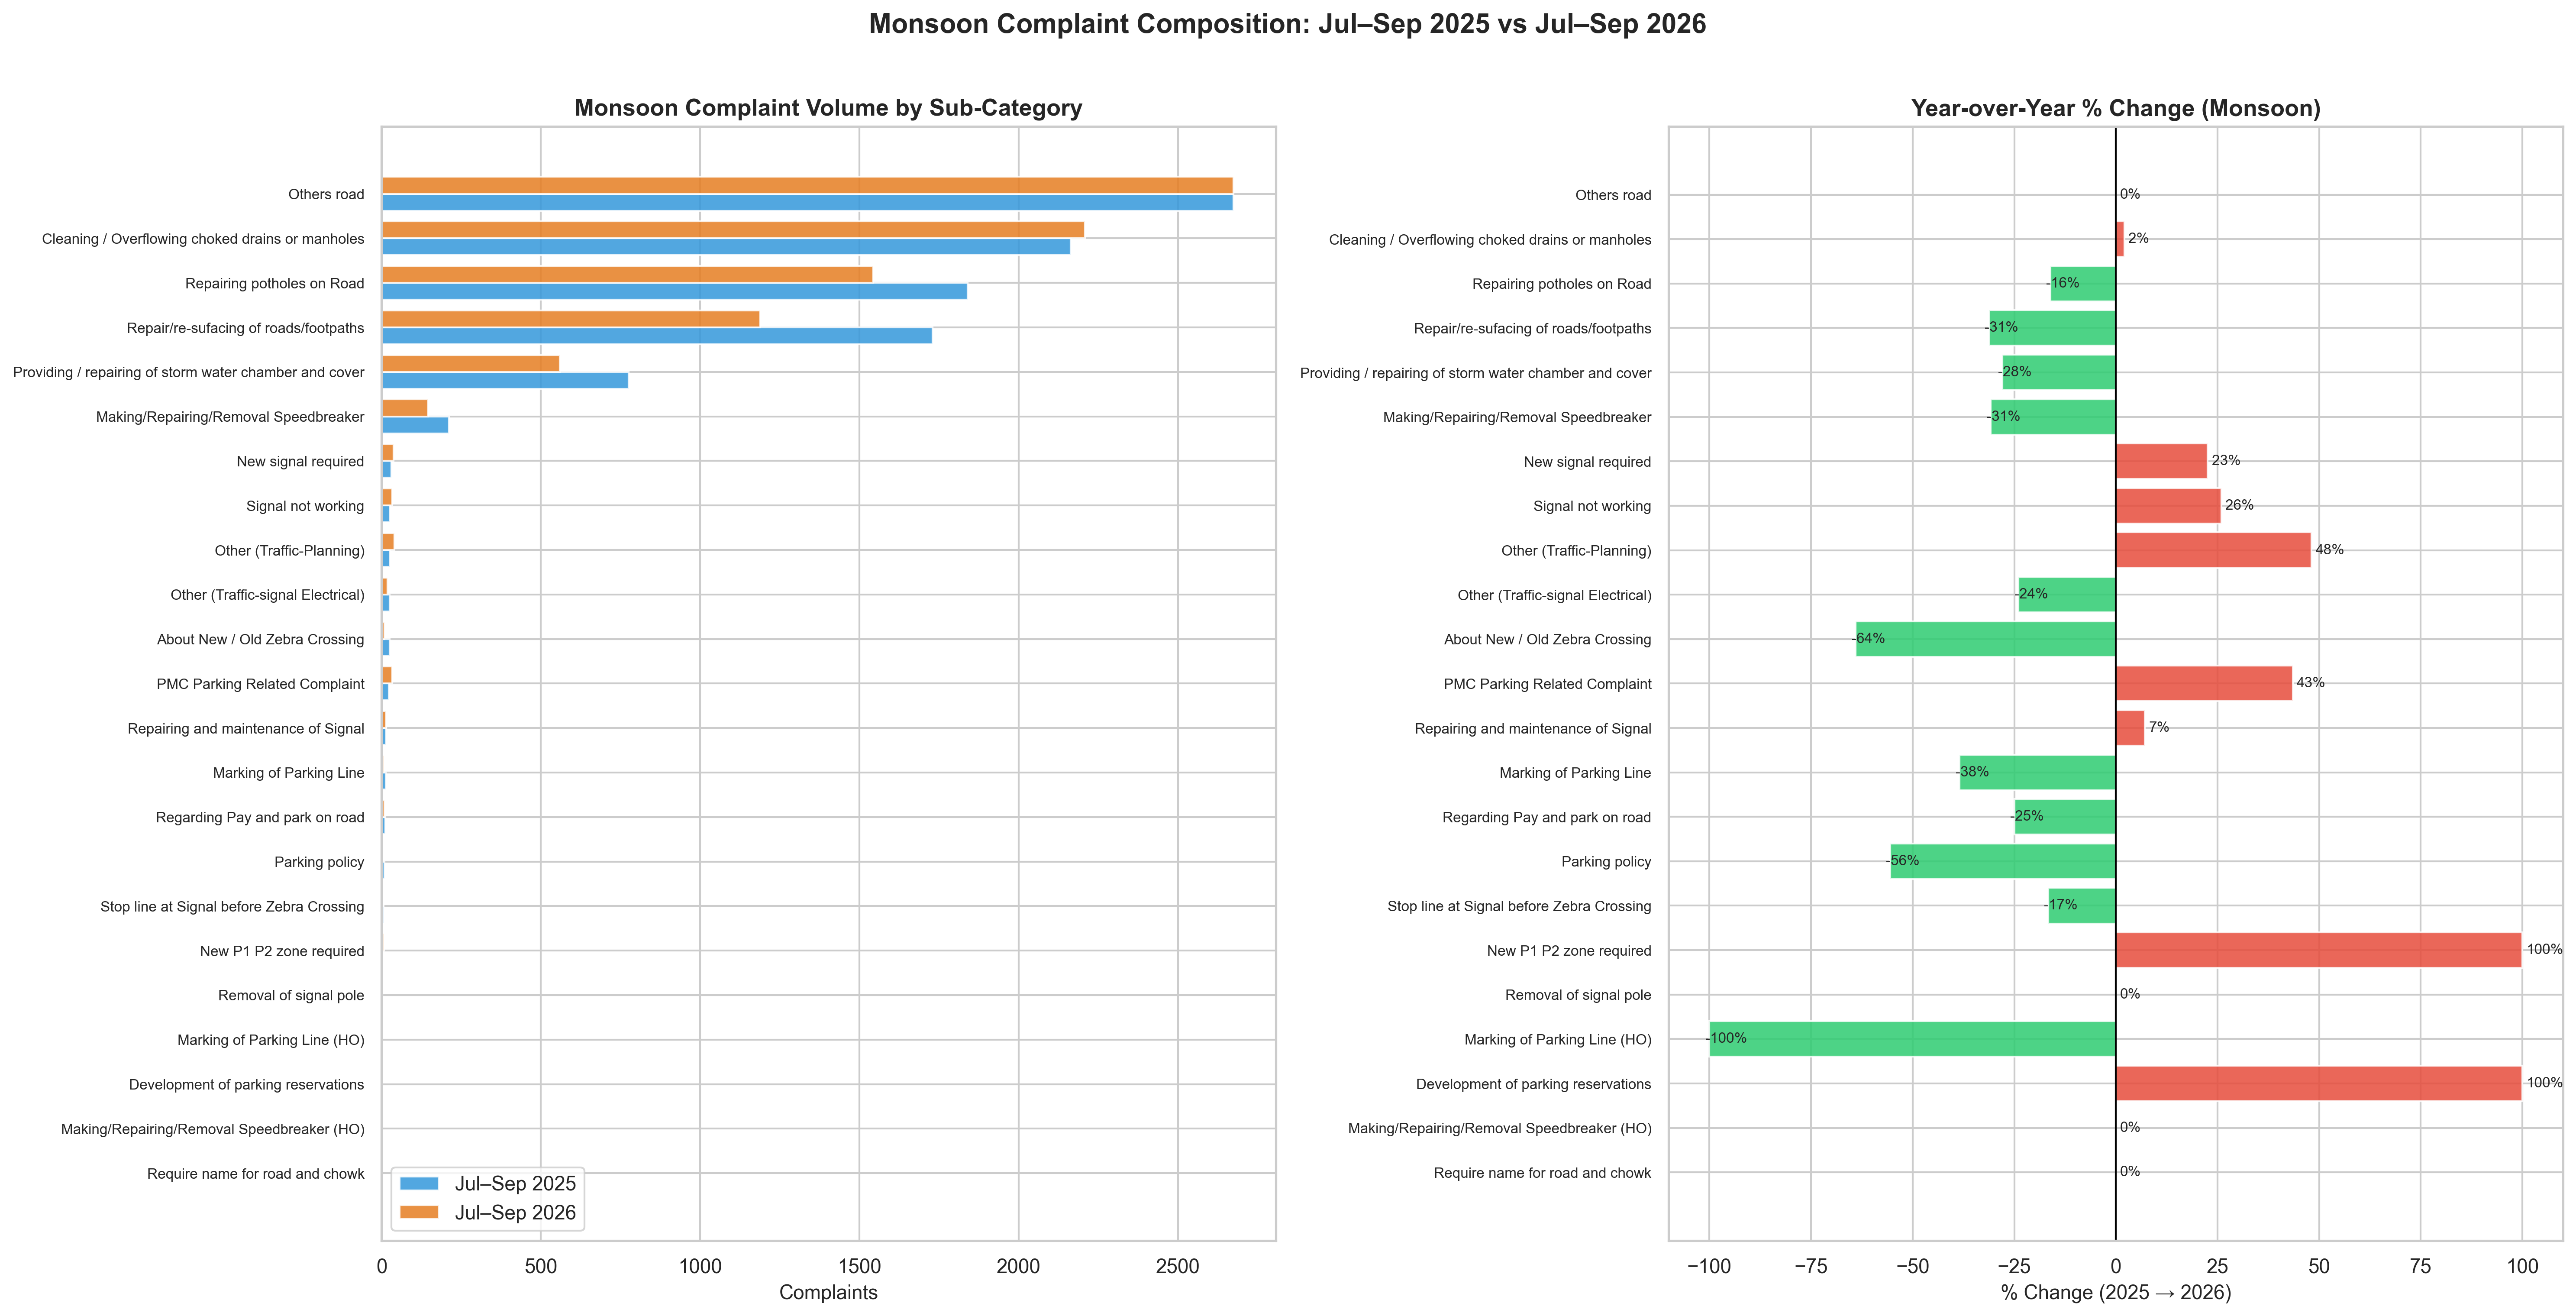 Monsoon Complaint Composition: Jul–Sep 2025 vs Jul–Sep 2026
Monsoon Complaint Volume by Sub-Category
Others road
Cleaning / Overflowing choked drains or manholes
Repairing potholes on Road
Repair/re-sufacing of roads/footpaths
Providing / repairing of storm water chamber and cover
Making/Repairing/Removal Speedbreaker
New signal required
Signal not working
Other (Traffic-Planning)
Other (Traffic-signal Electrical)
About New / Old Zebra Crossing
PMC Parking Related Complaint
Repairing and maintenance of Signal
Marking of Parking Line
Regarding Pay and park on road
Parking policy
Stop line at Signal before Zebra Crossing
New P1 P2 zone required
Removal of signal pole
Marking of Parking Line (HO)
Development of parking reservations
Making/Repairing/Removal Speedbreaker (HO)
Require name for road and chowk
Jul–Sep 2025
Jul–Sep 2026
0 500 1000 1500 2000 2500
Complaints
Year-over-Year % Change (Monsoon)
Others road 0%
Cleaning / Overflowing choked drains or manholes 2%
Repairing potholes on Road -16%
Repair/re-sufacing of roads/footpaths -31%
Providing / repairing of storm water chamber and cover -28%
Making/Repairing/Removal Speedbreaker -31%
New signal required 23%
Signal not working 26%
Other (Traffic-Planning) 48%
Other (Traffic-signal Electrical) -24%
About New / Old Zebra Crossing -64%
PMC Parking Related Complaint 43%
Repairing and maintenance of Signal 7%
Marking of Parking Line -38%
Regarding Pay and park on road -25%
Parking policy -56%
Stop line at Signal before Zebra Crossing -17%
New P1 P2 zone required 100%
Removal of signal pole 0%
Marking of Parking Line (HO) -100%
Development of parking reservations 100%
Making/Repairing/Removal Speedbreaker (HO) 0%
Require name for road and chowk 0%
−100 −75 −50 −25 0 25 50 75 100
% Change (2025 → 2026)